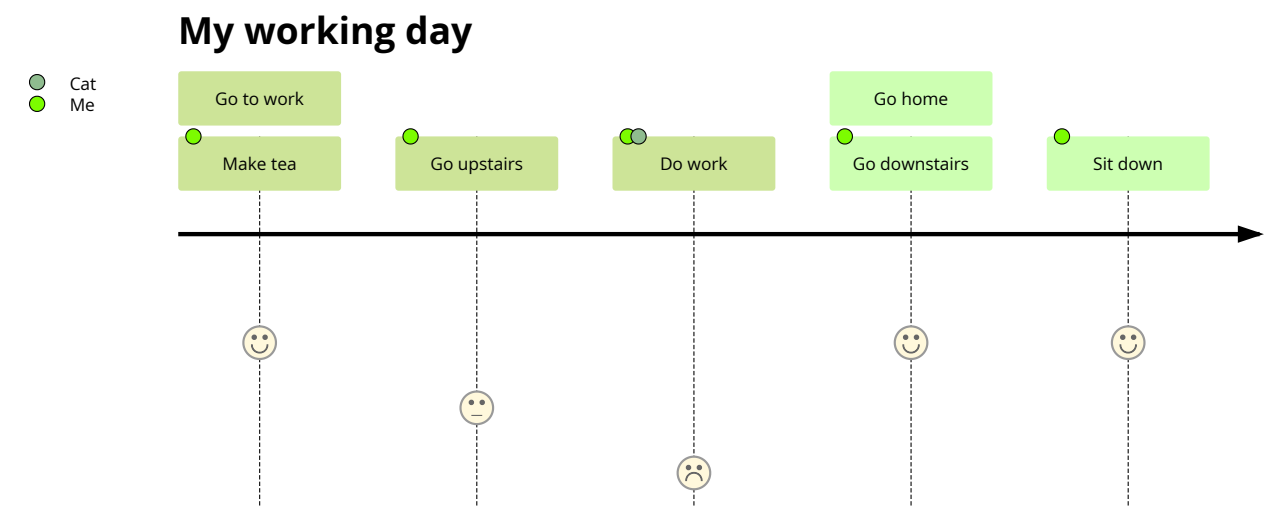 My working day
Cat
Me
Go to work
Go home
Make tea
Go upstairs
Do work
Go downstairs
Sit down